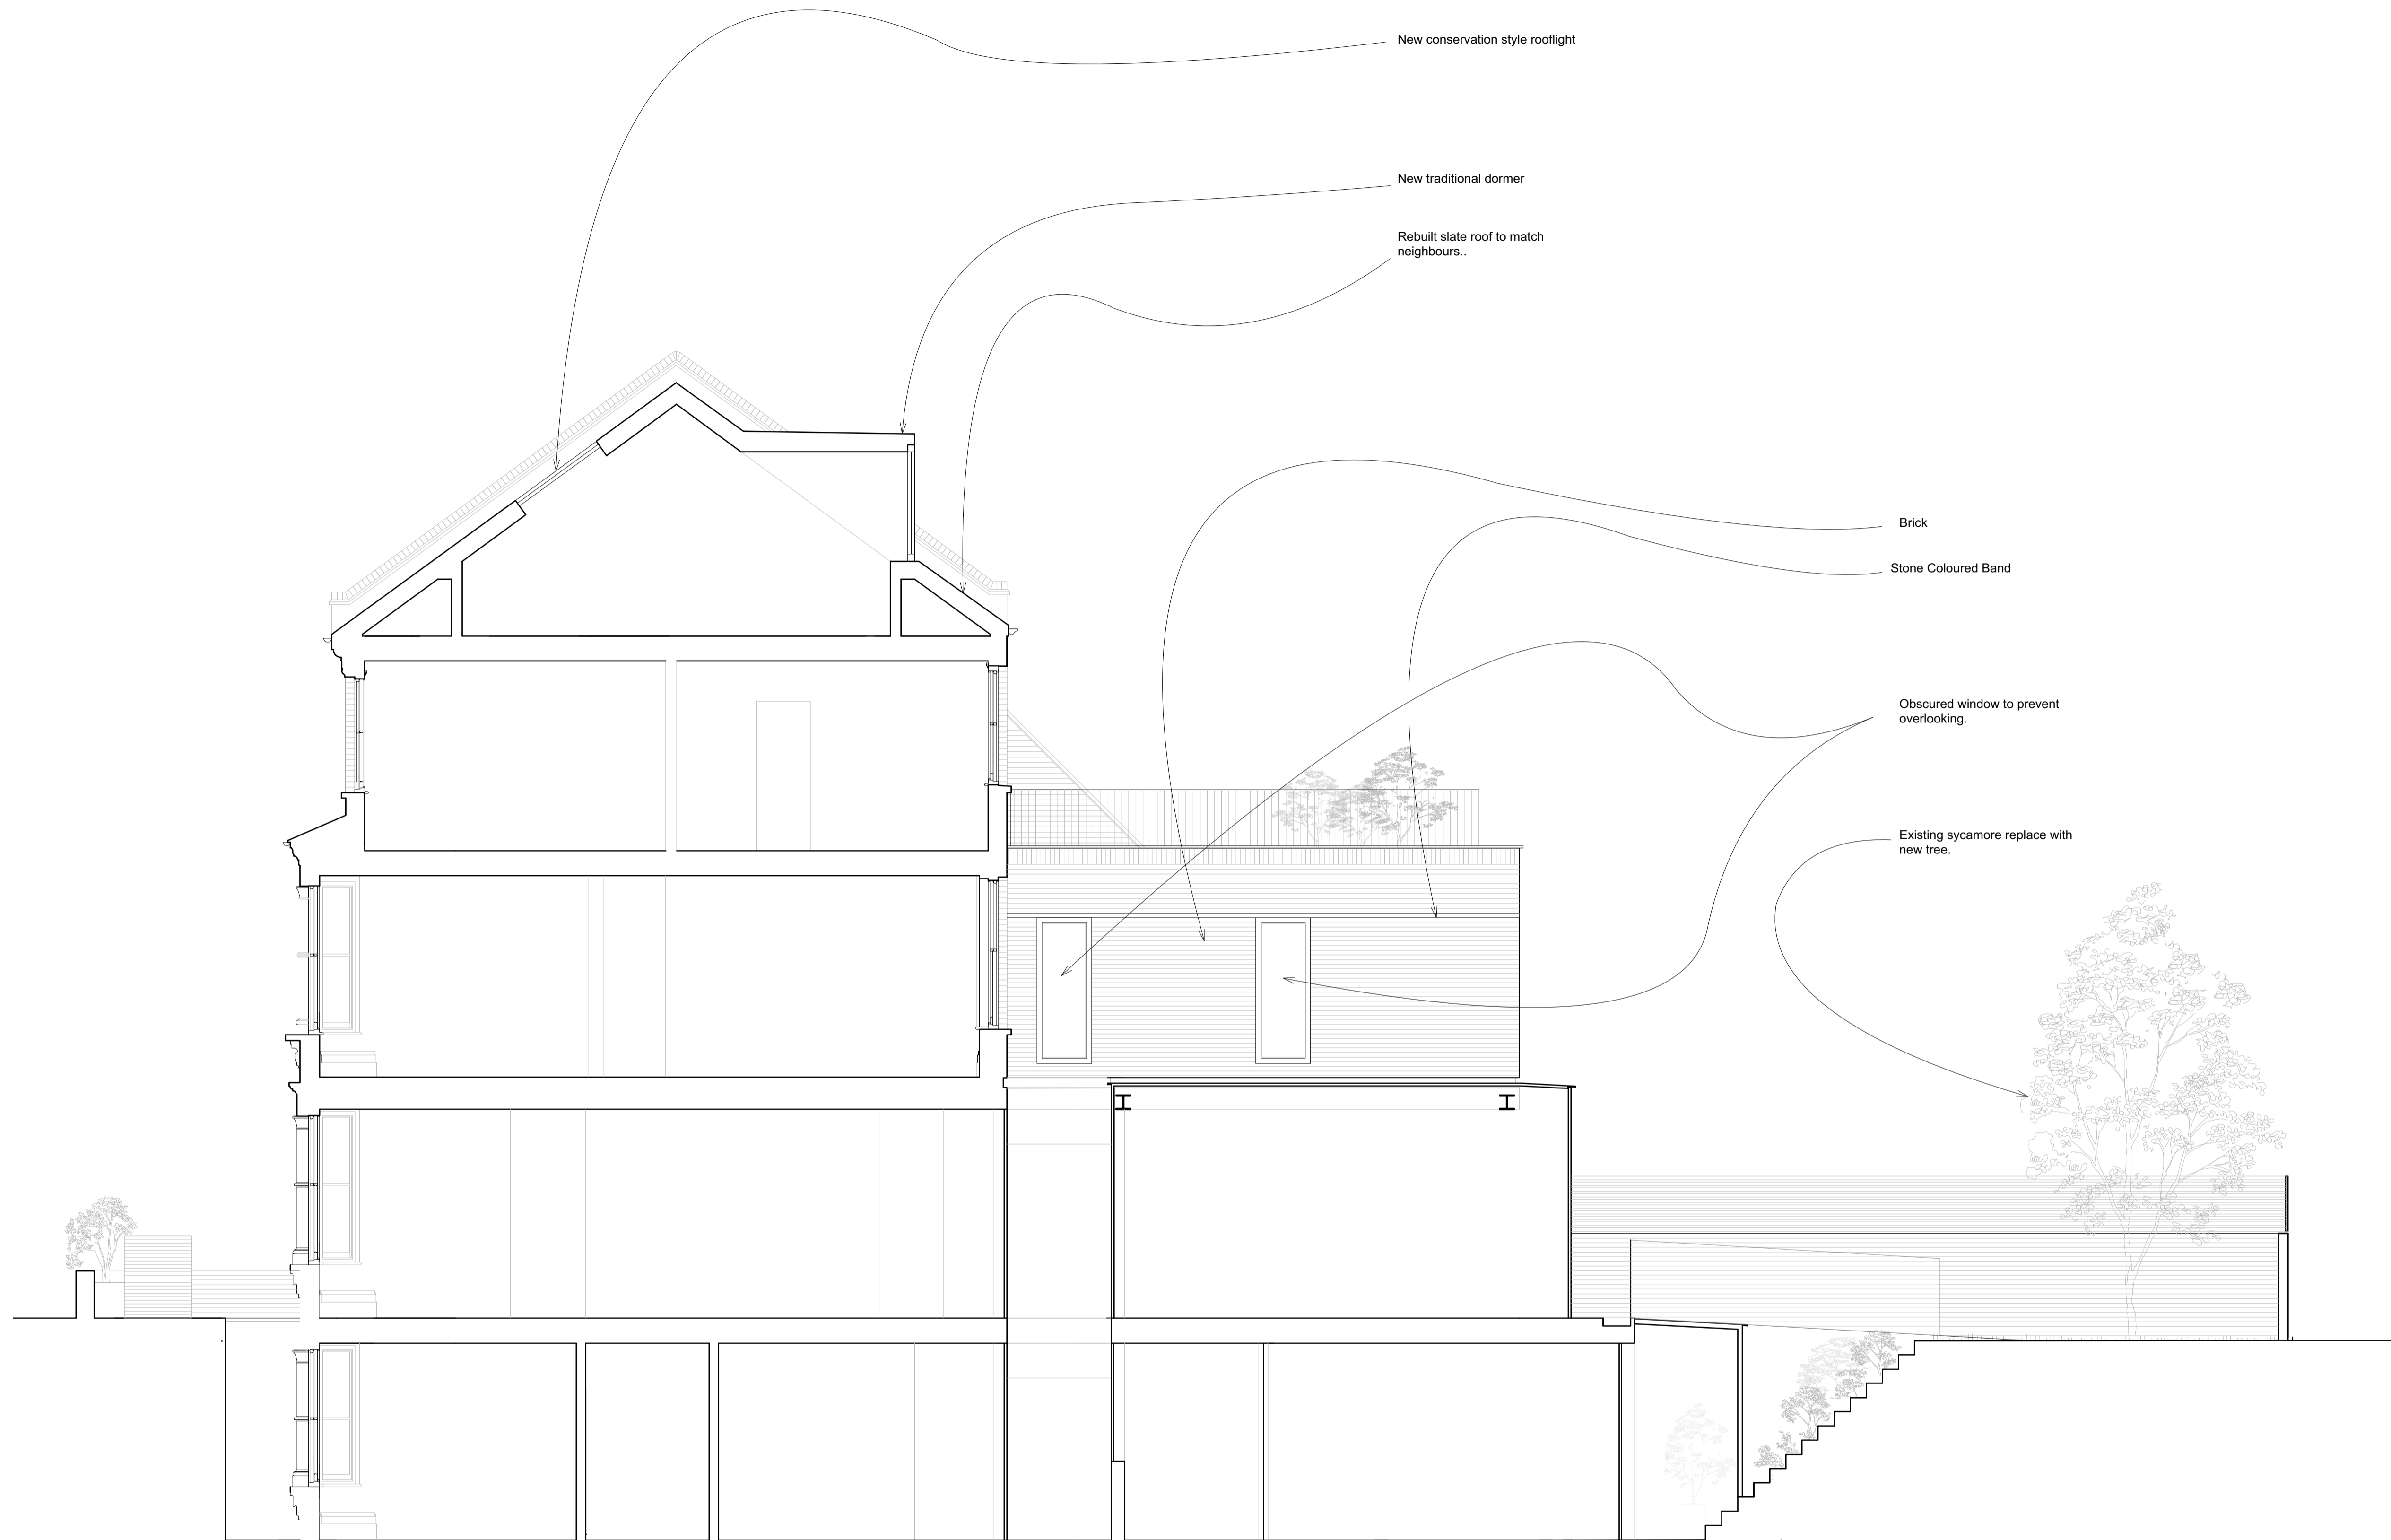 New conservation style rooflight
New traditional dormer
Rebuilt slate roof to match
neighbours..
Brick
Stone Coloured Band
Obscured window to prevent
overlooking.
Existing sycamore replace with
new tree.